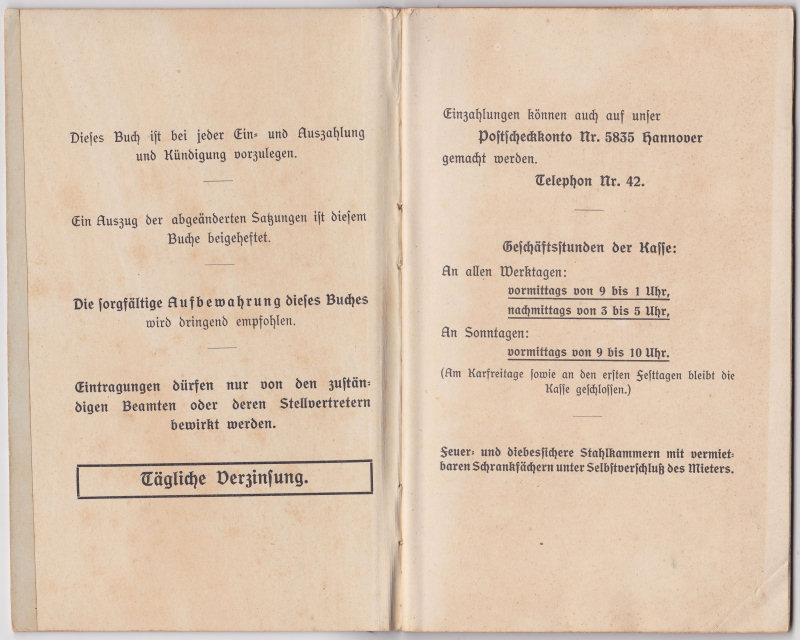 Dieses Buch ist bei jeder Ein- und Auszahlung
und Kündigung vorzulegen.
Ein Auszug der abgeänderten Satzungen ist diesem
Buche beigeheftet.
Die sorgfältige Aufbewahrung dieses Buches
wird dringend empfohlen.
Eintragungen dürfen nur von den zustän-
digen Beamten oder deren Stellvertretern
bewirkt werden.
Tägliche Verzinsung.
Einzahlungen können auch auf unser
Postscheckkonto Nr. 5835 Hannover
gemacht werden.
Telephon Nr. 42.
Geschäftsstunden der Kasse:
An allen Werktagen:
vormittags von 9 bis 1 Uhr,
nachmittags von 3 bis 5 Uhr,
An Sonntagen:
vormittags von 9 bis 10 Uhr.
(Am Karfreitage sowie an den ersten Festtagen bleibt die
Kasse geschlossen.)
Feuer- und diebessichere Stahlkammern mit vermiet-
baren Schrankfächern unter Selbstverschluß des Mieters.